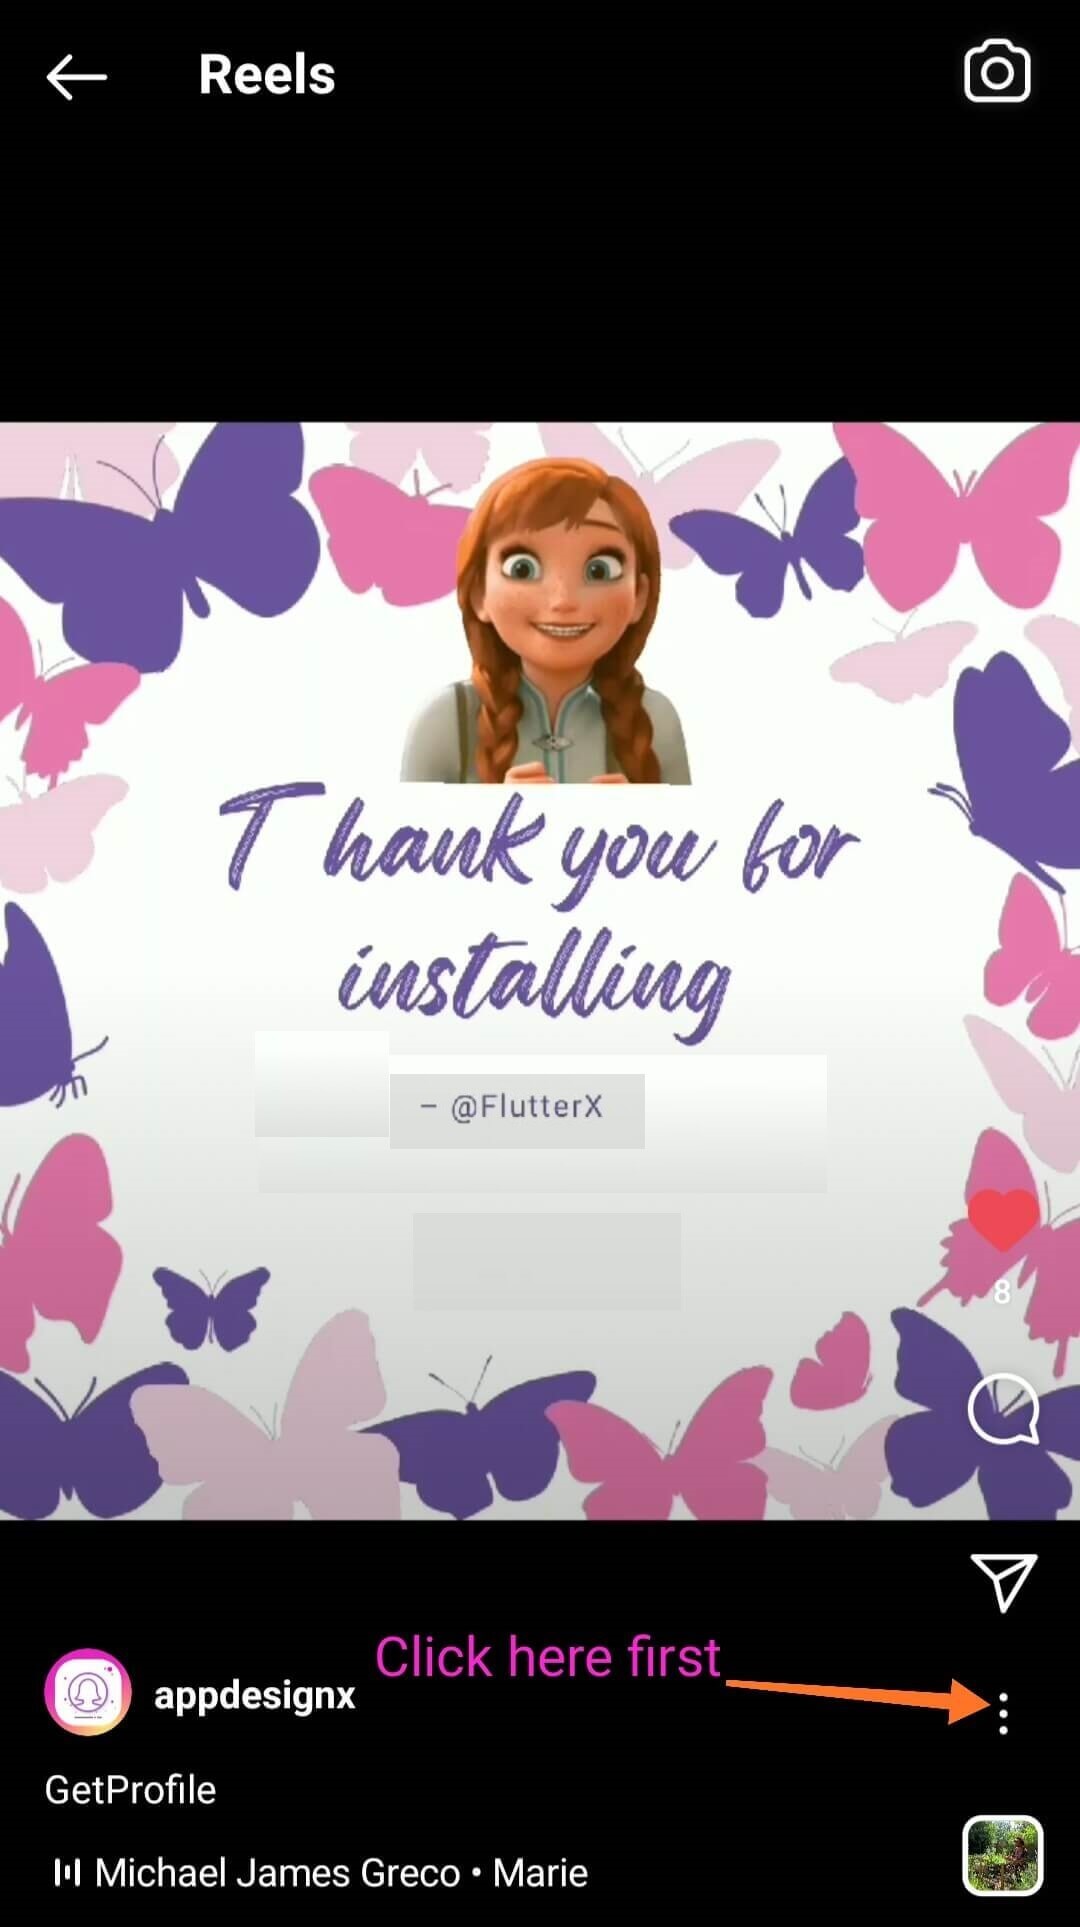 Reels
Thank you for
installing
– @FlutterX
8
Click here first
appdesignx
GetProfile
Michael James Greco • Marie